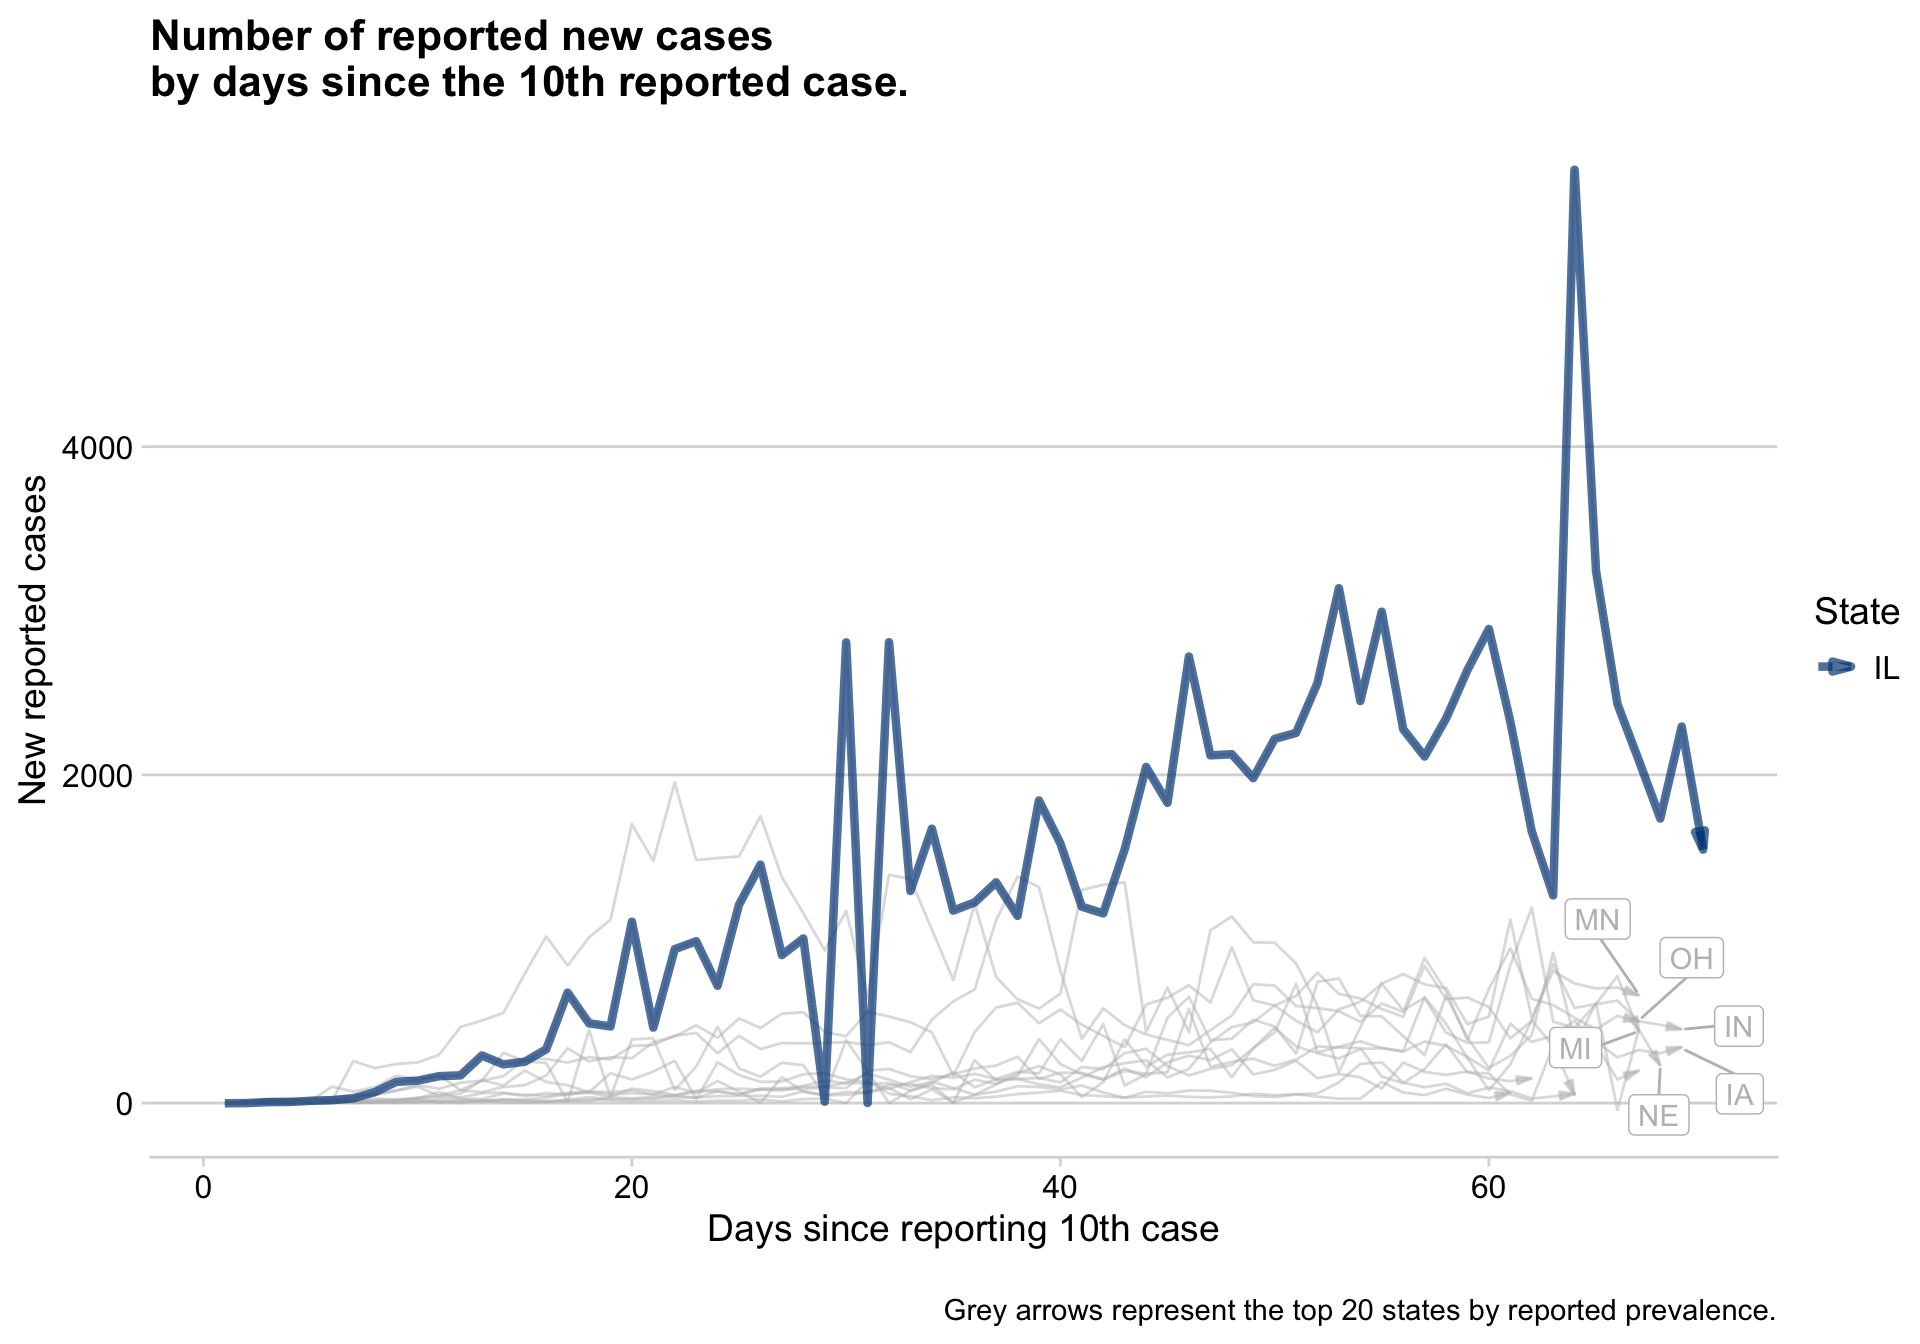 Number of reported new cases
by days since the 10th reported case.
New reported cases
4000
2000
0
MN
OH
IN
MI
IA
NE
0
20
40
60
Days since reporting 10th case
State
IL
Grey arrows represent the top 20 states by reported prevalence.